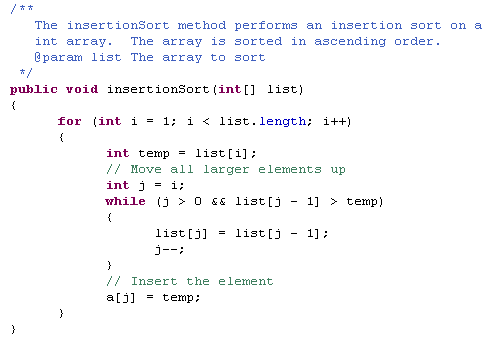 /**
The insertionSort method performs an insertion sort on a
int array. The array is sorted in ascending order.
@param list The array to sort
*/
public void insertionSort(int[] list)
{
for (int i = 1; i < list.length; i++)
{
int temp = list[i];
// Move all larger elements up
int j = i;
while (j > 0 && list[j - 1] > temp)
{
list[j] = list[j - 1];
j--;
}
// Insert the element
a[j] = temp;
}
}